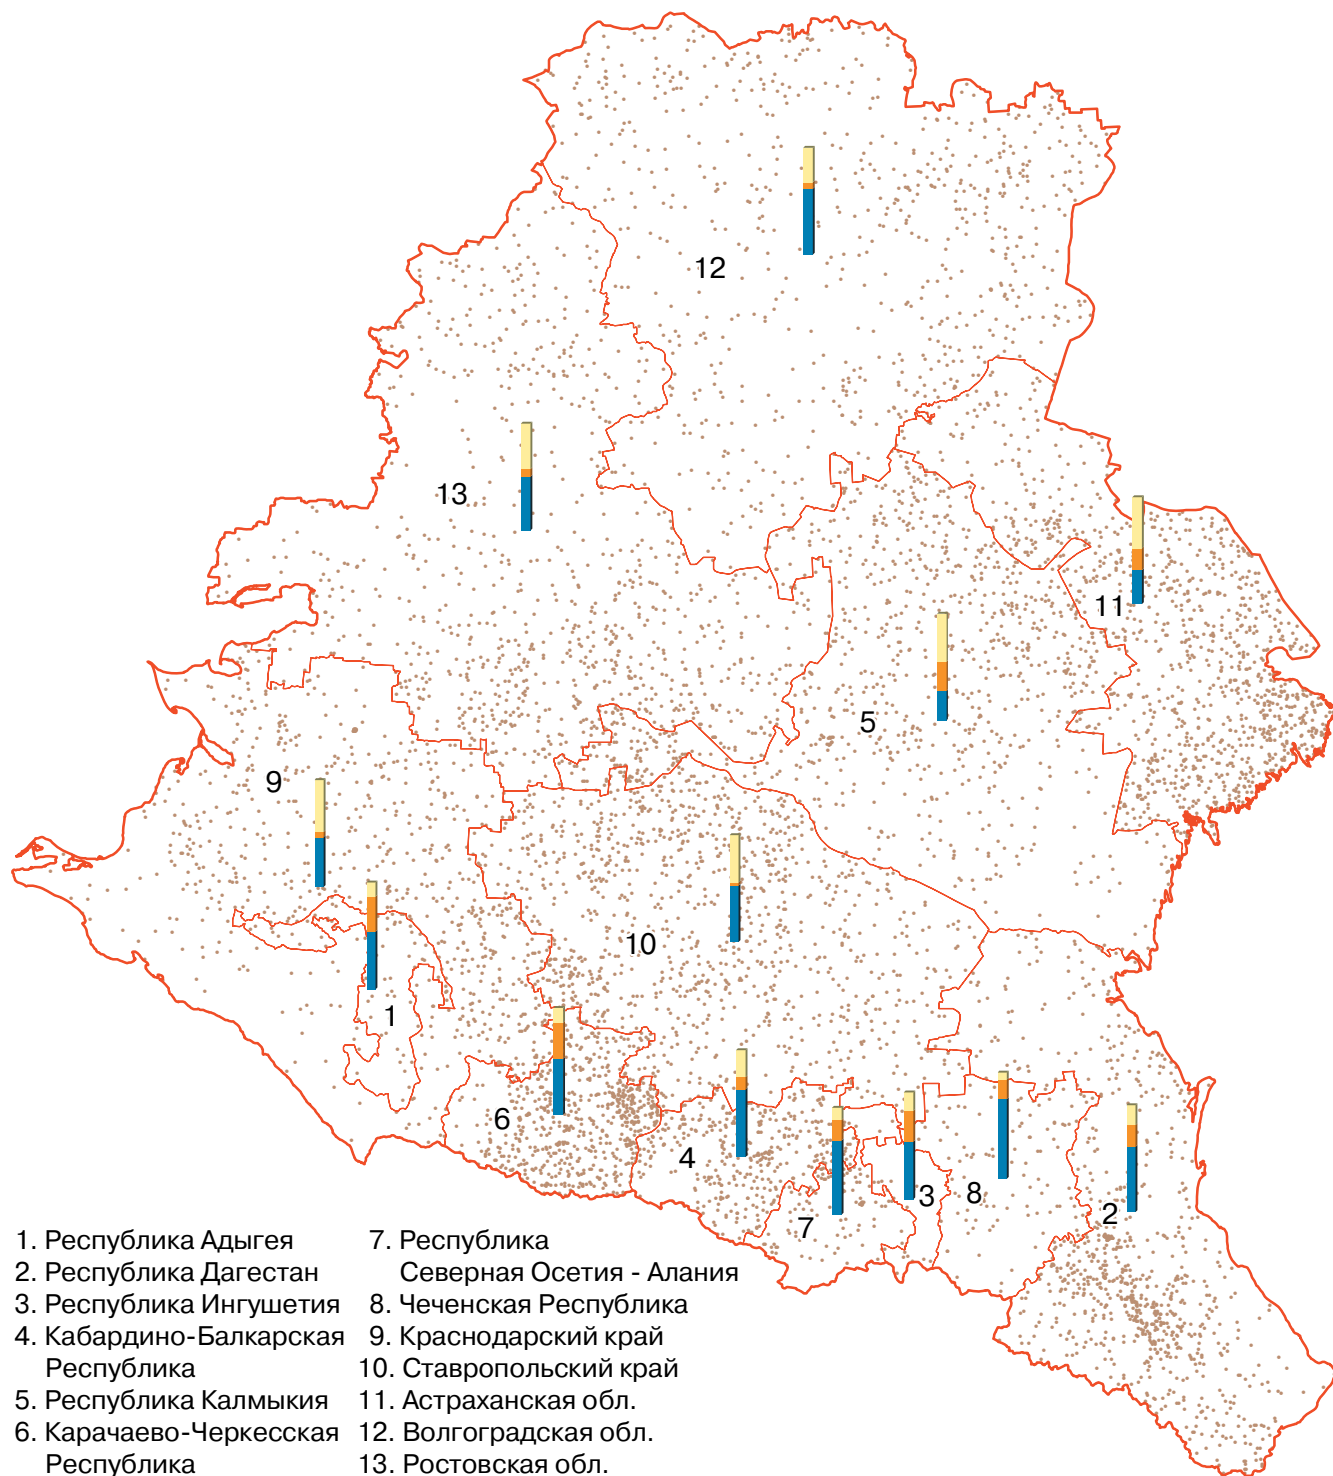 12
13
11
5
9
10
1
6
4
7
3
8
2
1. Республика Адыгея
2. Республика Дагестан
3. Республика Ингушетия
4. Кабардино-Балкарская
Республика
5. Республика Калмыкия
6. Карачаево-Черкесская
Республика
7. Республика
Северная Осетия - Алания
8. Чеченская Республика
9. Краснодарский край
10. Ставропольский край
11. Астраханская обл.
12. Волгоградская обл.
13. Ростовская обл.